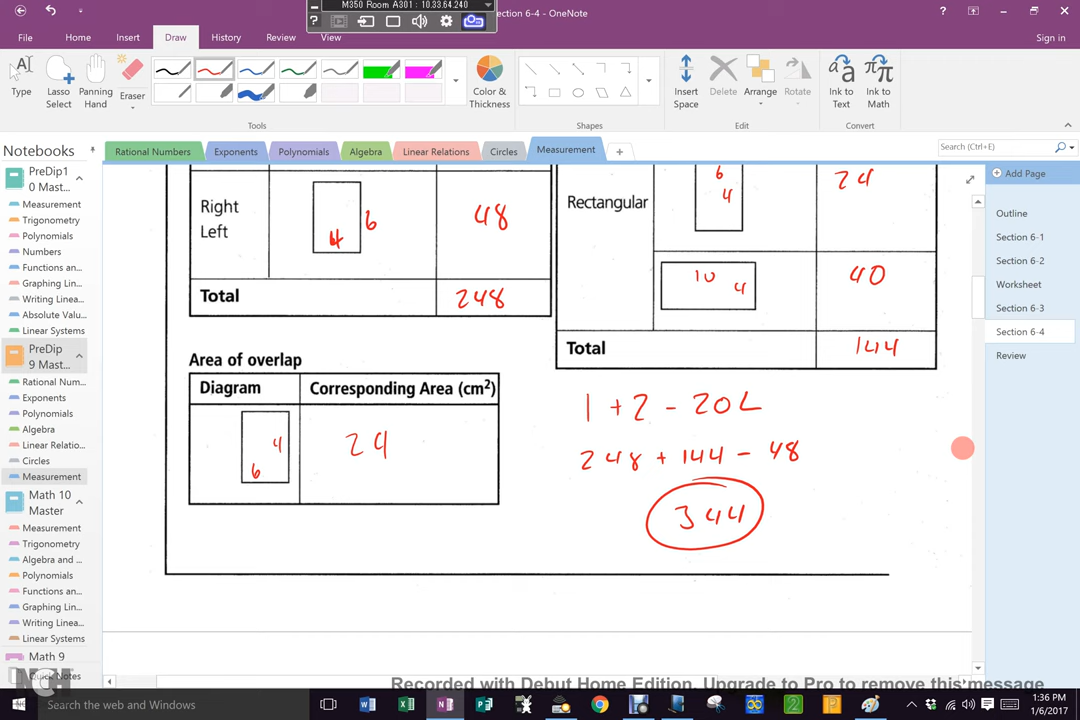 M350 Room A301 : 10.33.64.240
Section 6-4 - OneNote
Sign in
File Home Insert Draw History Review View
Type
Lasso Select
Panning Hand
Eraser
Color & Thickness
Insert Space
Delete
Arrange
Rotate
Ink to Text
Ink to Math
Tools
Shapes
Edit
Convert
Notebooks
Rational Numbers Exponents Polynomials Algebra Linear Relations Circles Measurement
Search (Ctrl+E)
PreDip1
0 Mast...
Measurement
Trigonometry
Polynomials
Numbers
Functions an...
Graphing Lin...
Writing Linea...
Absolute Valu...
Linear Systems
PreDip
9 Mast...
Rational Num...
Exponents
Polynomials
Algebra
Linear Relatio...
Circles
Measurement
Math 10
Master
Measurement
Trigonometry
Algebra and ...
Polynomials
Functions an...
Graphing Lin...
Writing Linea...
Linear Systems
Math 9
Quick Notes
NCH
Right
Left
4
6
48
Total
248
Rectangular
6
4
24
10
4
40
Total
144
Area of overlap
Diagram
Corresponding Area (cm²)
4
6
24
1 + 2 - 2OL
248 + 144 - 48
344
Add Page
Outline
Section 6-1
Section 6-2
Worksheet
Section 6-3
Section 6-4
Review
Recorded with Debut Home Edition. Upgrade to Pro to remove this message
Search the web and Windows
1:36 PM
1/6/2017